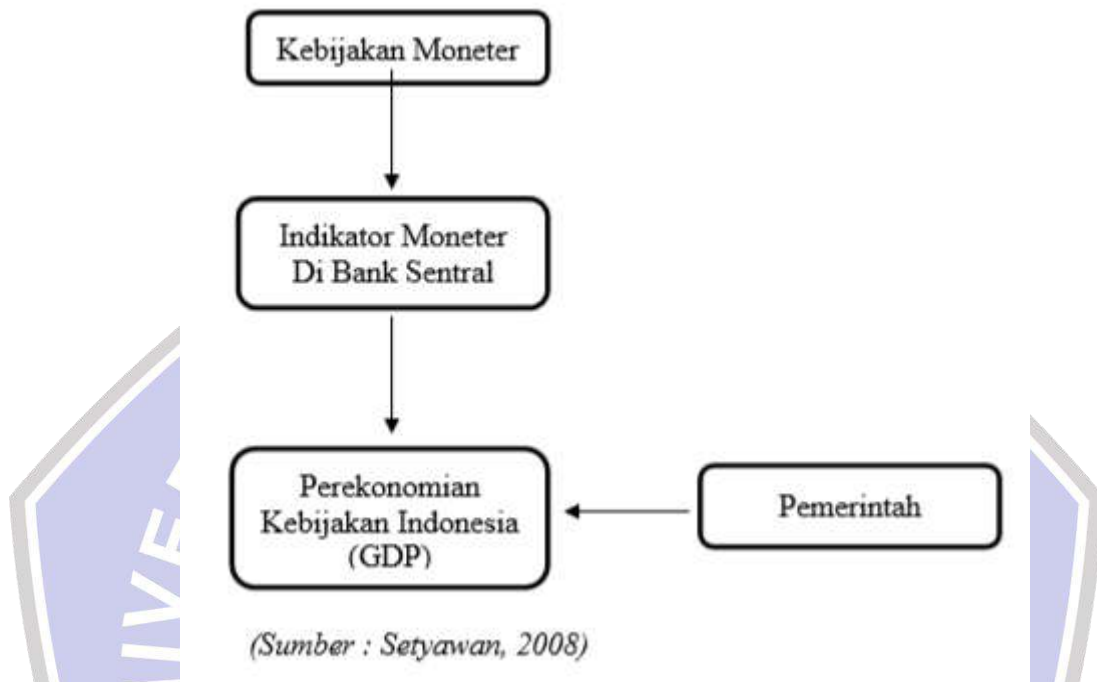 Kebijakan Moneter
Indikator Moneter
Di Bank Sentral
Perekonomian
Kebijakan Indonesia
(GDP)
Pemerintah
(Sumber : Setyawan, 2008)